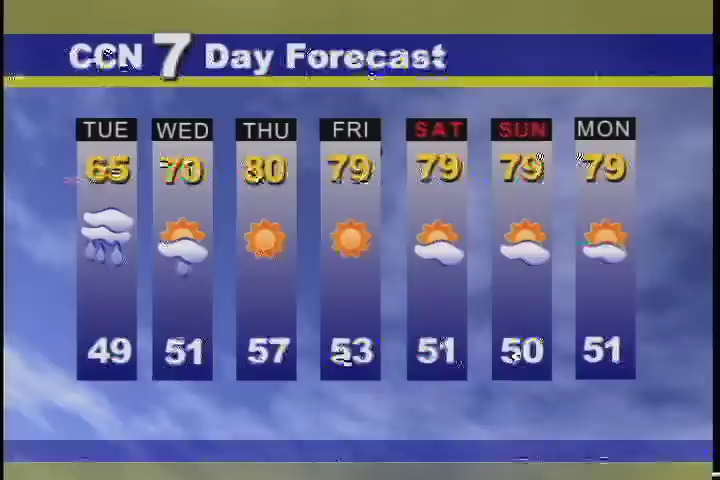 CCN 7 Day Forecast
TUE WED THU FRI SAT SUN MON
65 70 80 79 79 79 79
49 51 57 53 51 50 51